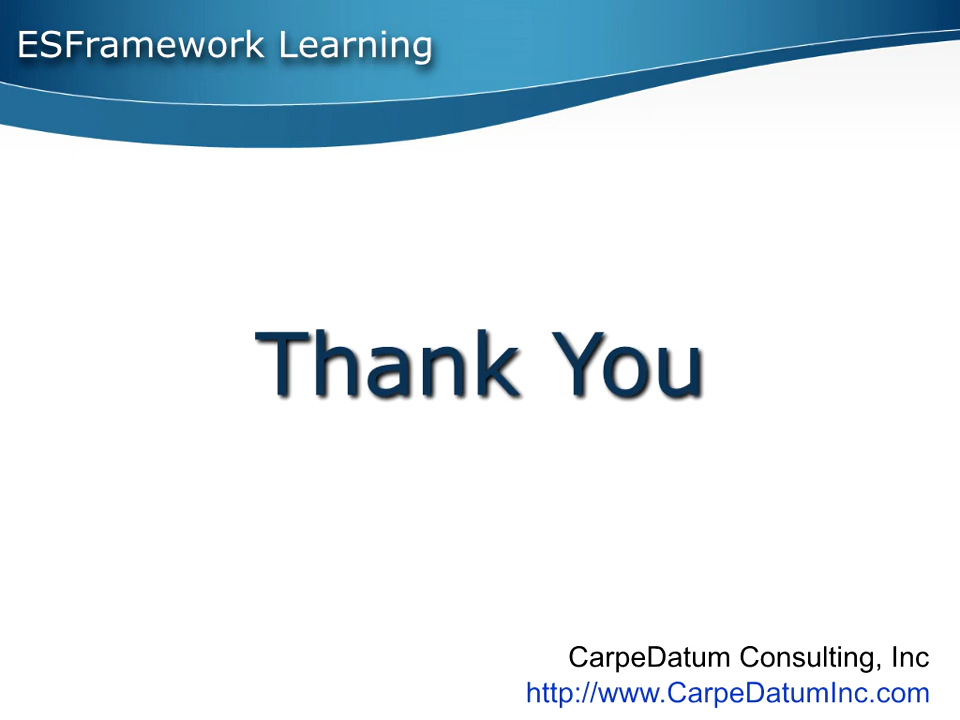 ESFramework Learning
Thank You
CarpeDatum Consulting, Inc
http://www.CarpeDatumInc.com